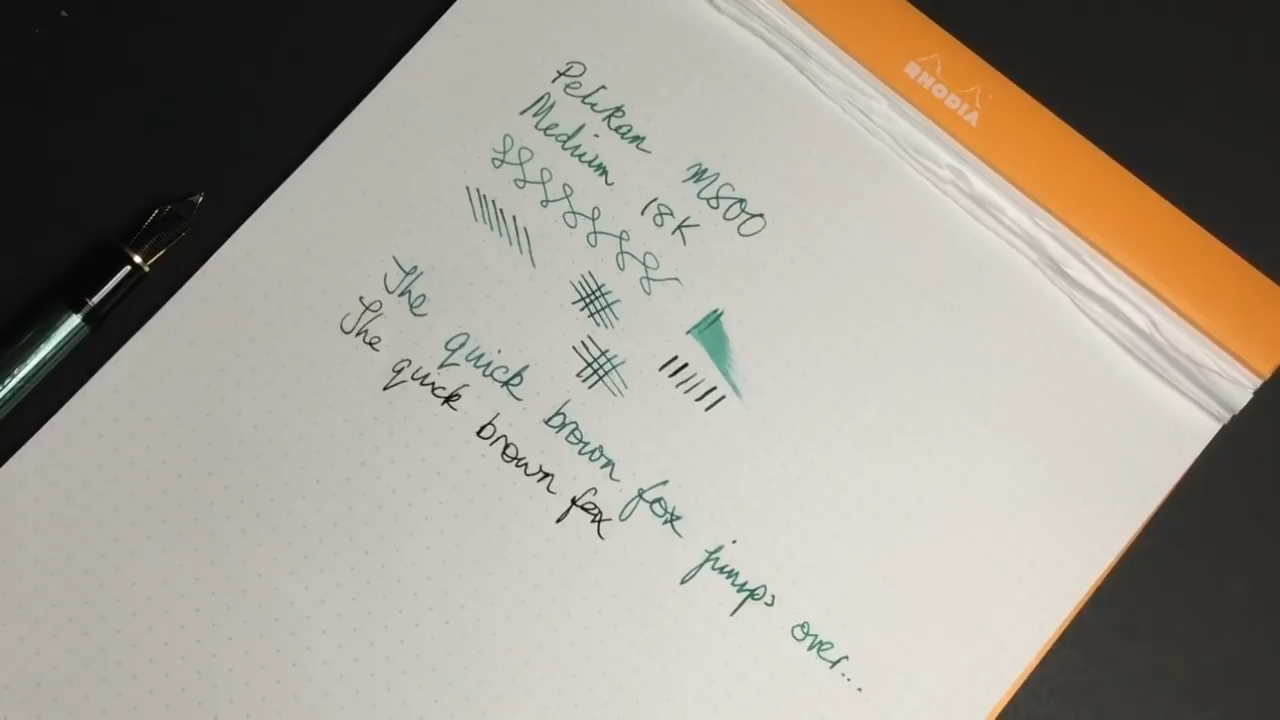 RHODIA
Pelikan M800
Medium 18K
The quick brown fox jumps over...
The quick brown fox